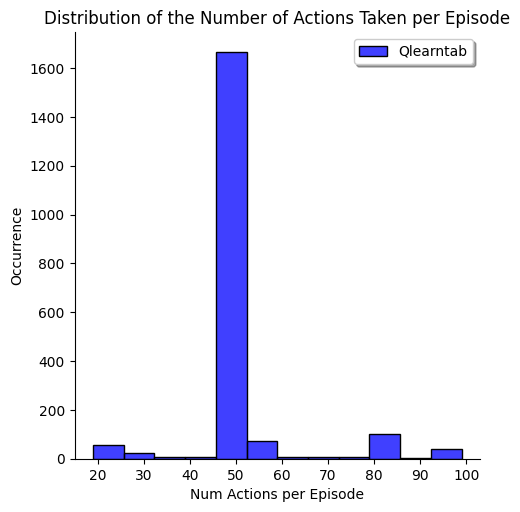 Distribution of the Number of Actions Taken per Episode
Qlearntab
1600
1400
1200
1000
800
600
400
200
0
Occurrence
20 30 40 50 60 70 80 90 100
Num Actions per Episode